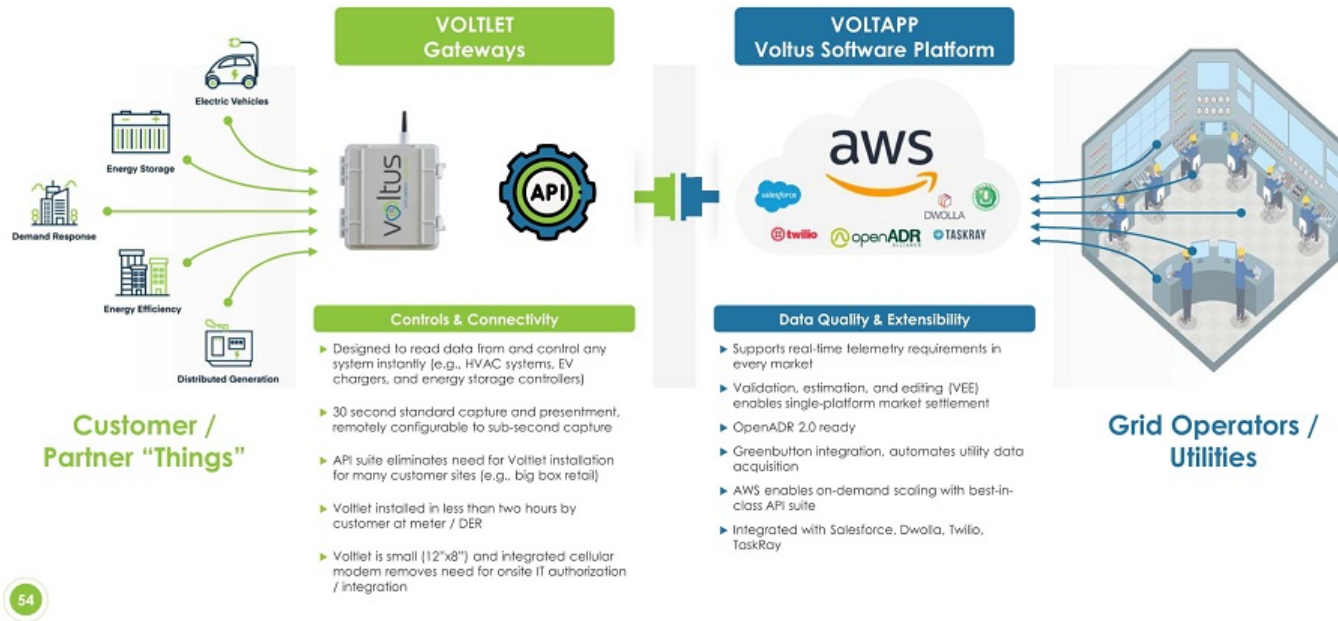 VOLTLET
Gateways
VOLTAPP
Voltus Software Platform
Electric Vehicles
Energy Storage
Demand Response
Energy Efficiency
Distributed Generation
voltus
API
aws
salesforce
DWOLLA
twilio
openADR
ALLIANCE
TASKRAY
Customer /
Partner “Things”
Controls & Connectivity
Designed to read data from and control any
system instantly (e.g., HVAC systems, EV
chargers, and energy storage controllers)
30 second standard capture and presentment,
remotely configurable to sub-second capture
API suite eliminates need for Voltlet installation
for many customer sites (e.g., big box retail)
Voltlet installed in less than two hours by
customer at meter / DER
Voltlet is small (12"x8") and integrated cellular
modem removes need for onsite IT authorization
/ integration
Data Quality & Extensibility
Supports real-time telemetry requirements in
every market
Validation, estimation, and editing (VEE)
enables single-platform market settlement
OpenADR 2.0 ready
Greenbutton integration, automates utility data
acquisition
AWS enables on-demand scaling with best-in-
class API suite
Integrated with Salesforce, Dwolla, Twilio,
TaskRay
Grid Operators /
Utilities
54